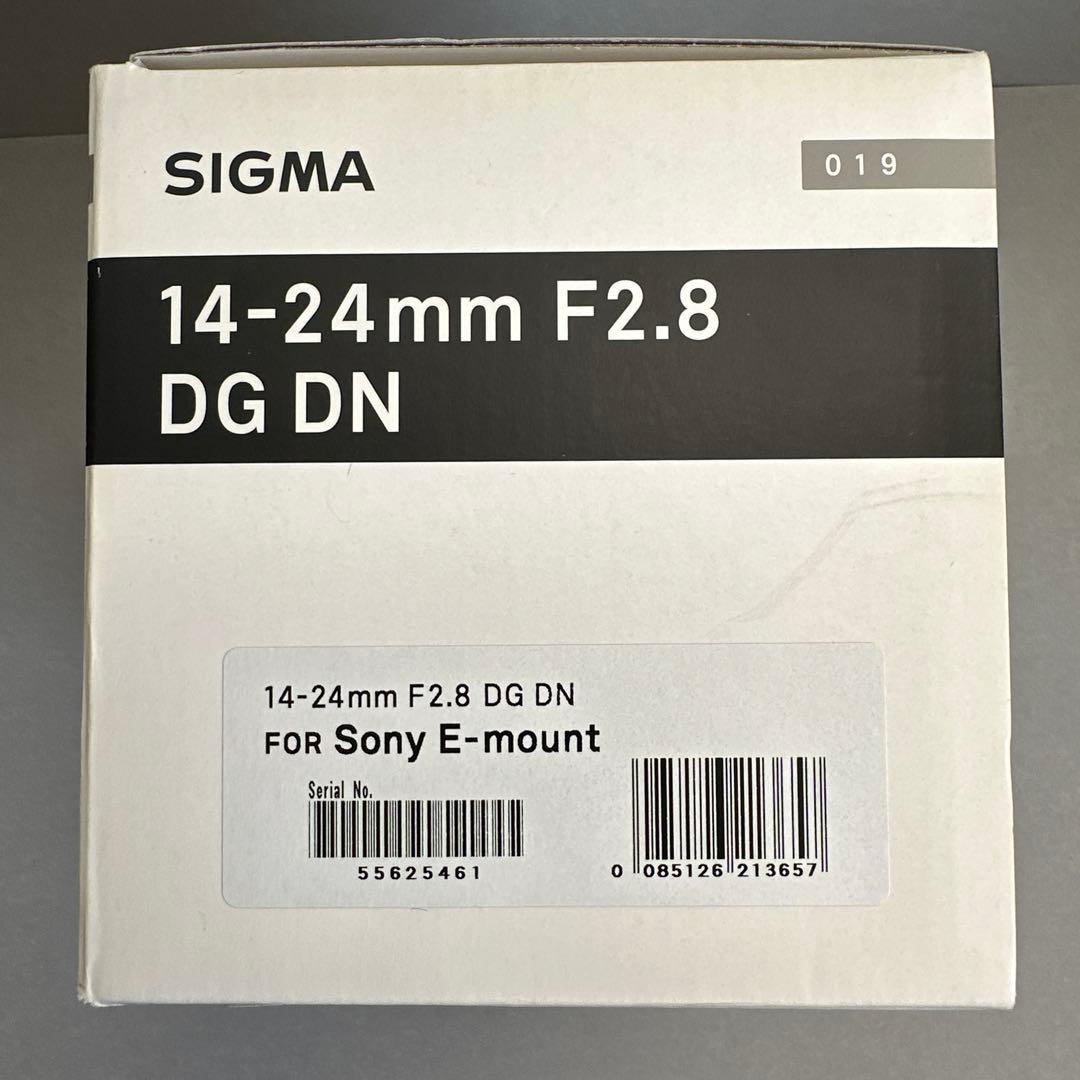 SIGMA
019
14-24mm F2.8
DG DN
14-24mm F2.8 DG DN
FOR Sony E-mount
Serial No.
55625461
0 085126 213657